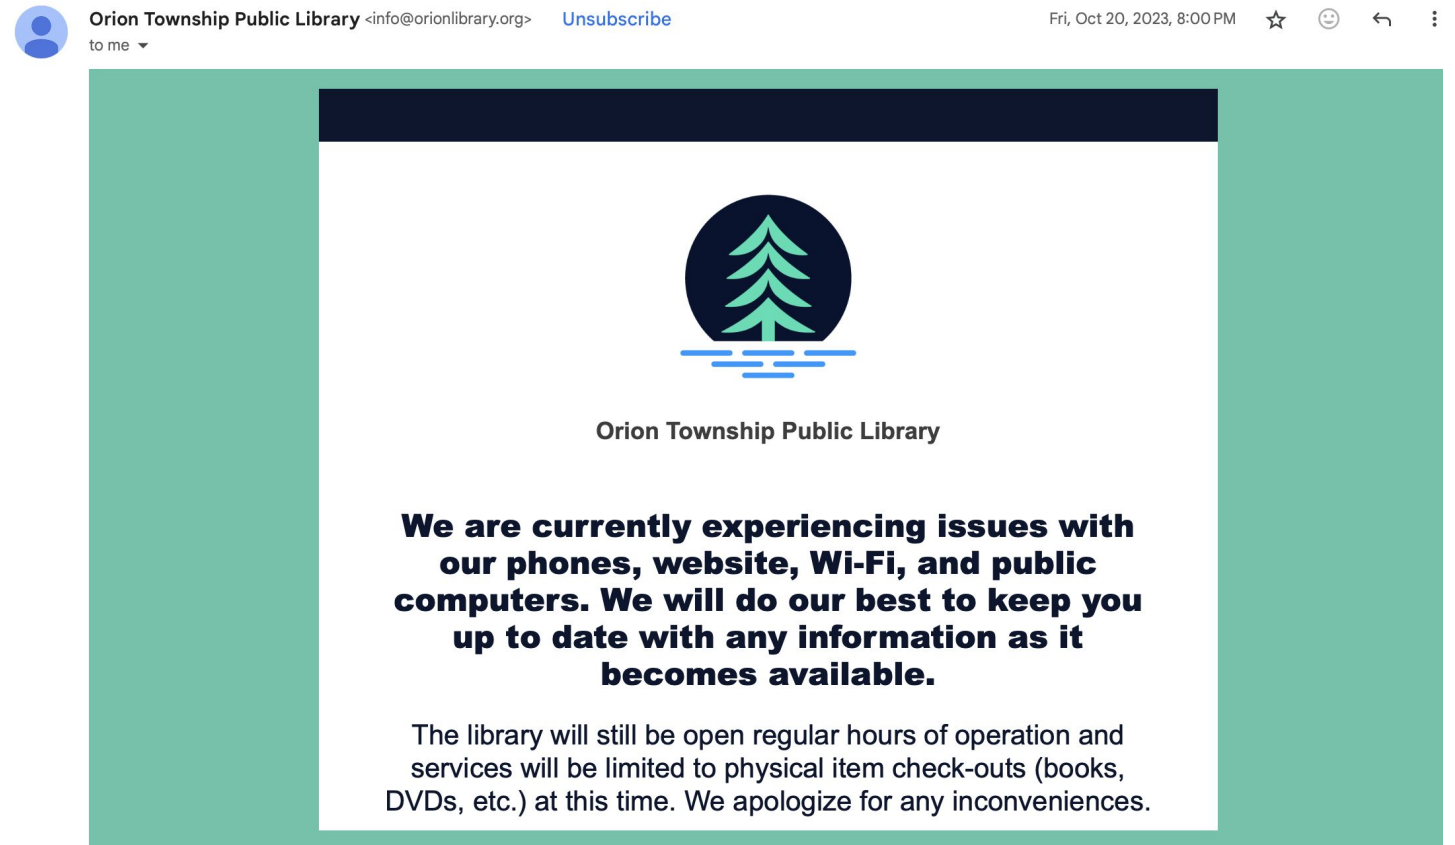 Orion Township Public Library <info@orionlibrary.org> Unsubscribe Fri, Oct 20, 2023, 8:00 PM
to me
Orion Township Public Library
We are currently experiencing issues with
our phones, website, Wi-Fi, and public
computers. We will do our best to keep you
up to date with any information as it
becomes available.
The library will still be open regular hours of operation and
services will be limited to physical item check-outs (books,
DVDs, etc.) at this time. We apologize for any inconveniences.